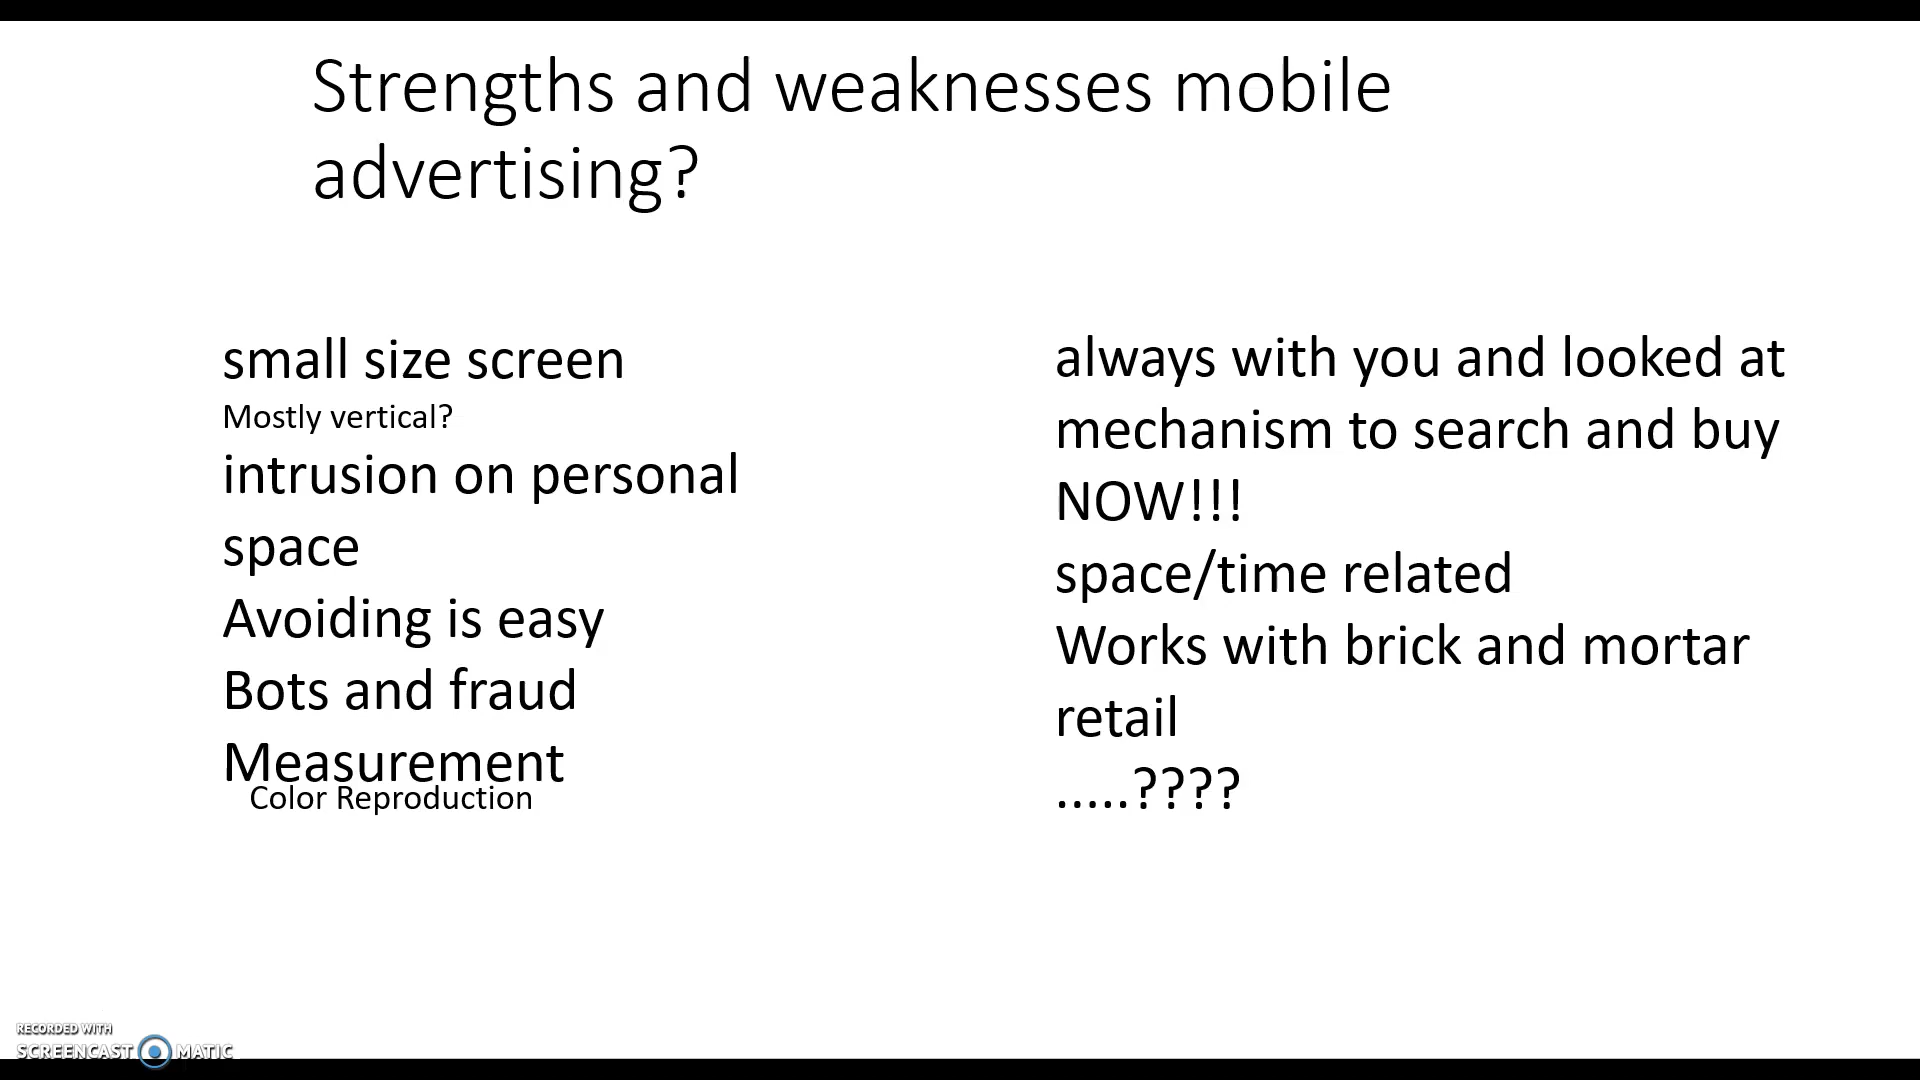 Strengths and weaknesses mobile
advertising?
small size screen
Mostly vertical?
intrusion on personal
space
Avoiding is easy
Bots and fraud
Measurement
Color Reproduction
always with you and looked at
mechanism to search and buy
NOW!!!
space/time related
Works with brick and mortar
retail
.....????
RECORDED WITH
SCREENCAST MATIC